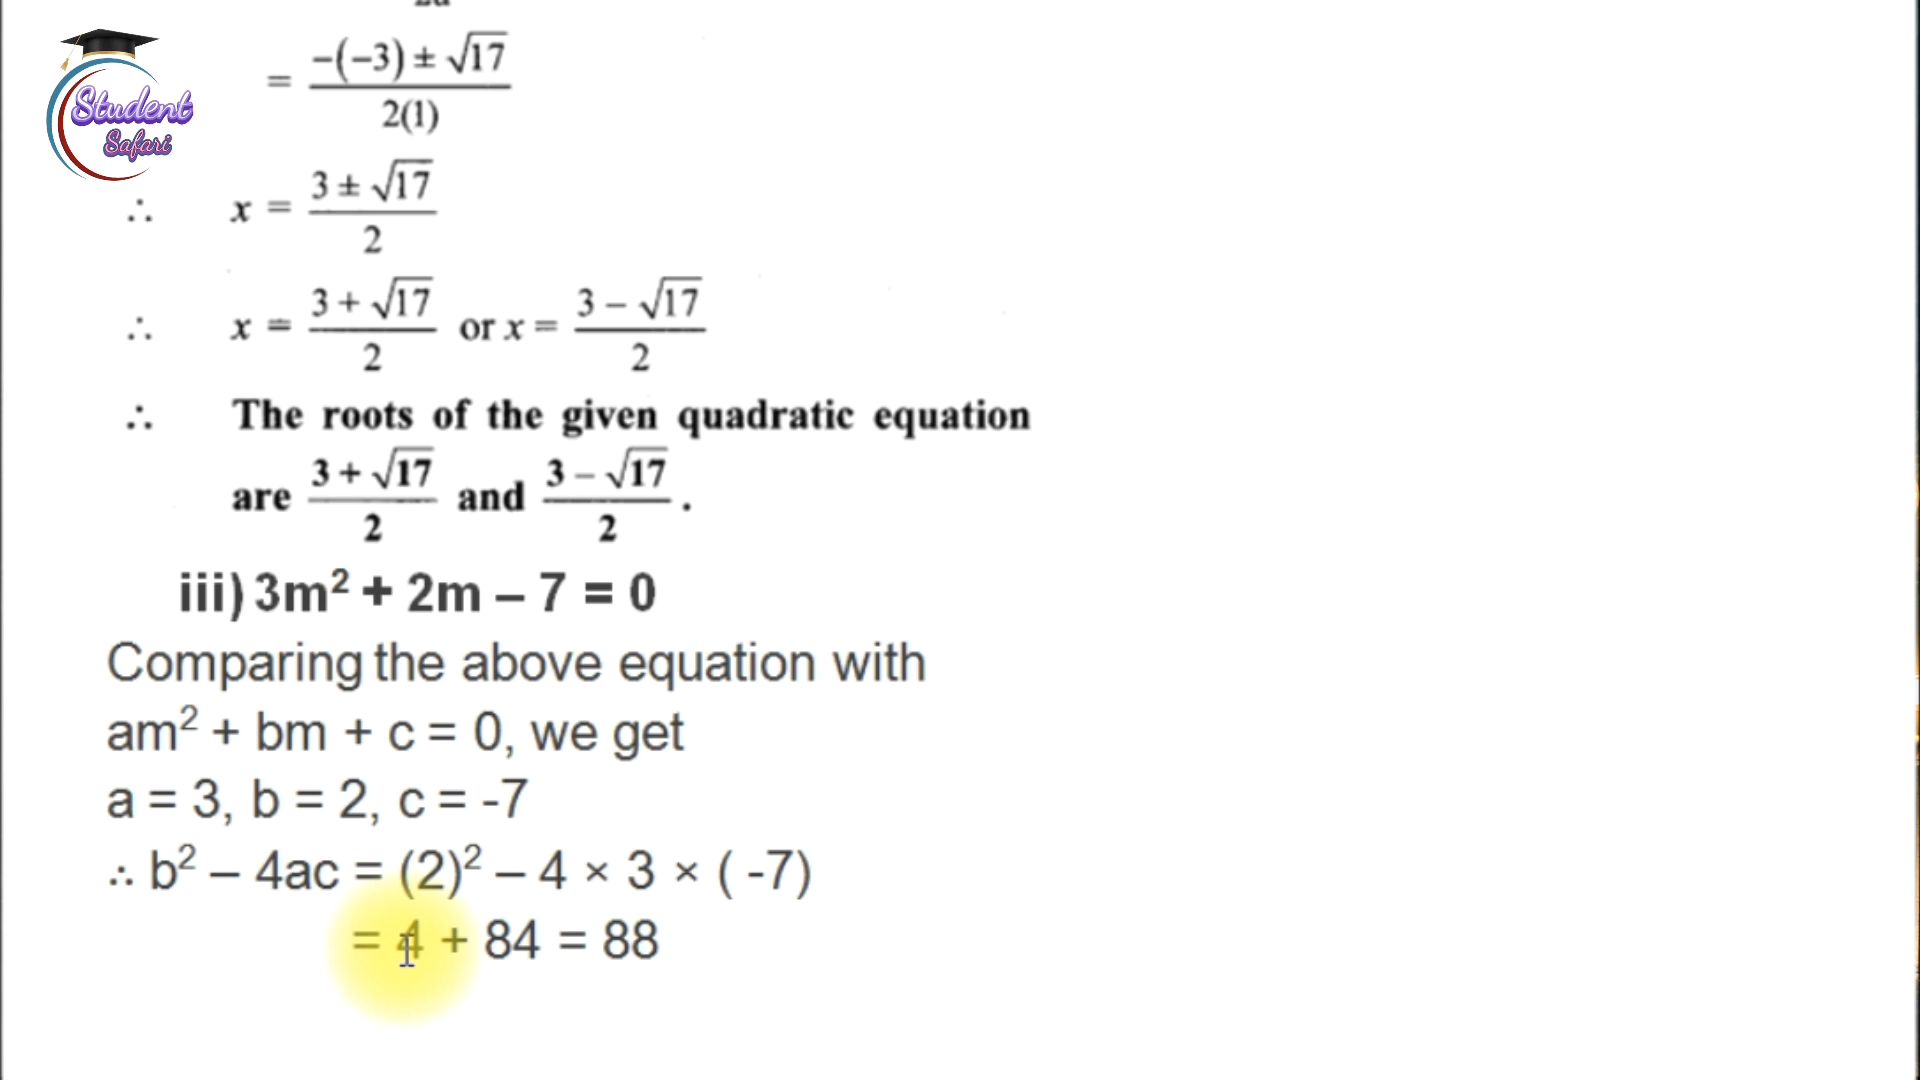 Student
Safari
= −(−3) ± √17 / 2(1)
∴ x = 3 ± √17 / 2
∴ x = 3 + √17 / 2 or x = 3 − √17 / 2
∴ The roots of the given quadratic equation
are 3 + √17 / 2 and 3 − √17 / 2 .
iii) 3m² + 2m – 7 = 0
Comparing the above equation with
am² + bm + c = 0, we get
a = 3, b = 2, c = -7
∴ b² – 4ac = (2)² – 4 × 3 × ( -7)
= 4 + 84 = 88